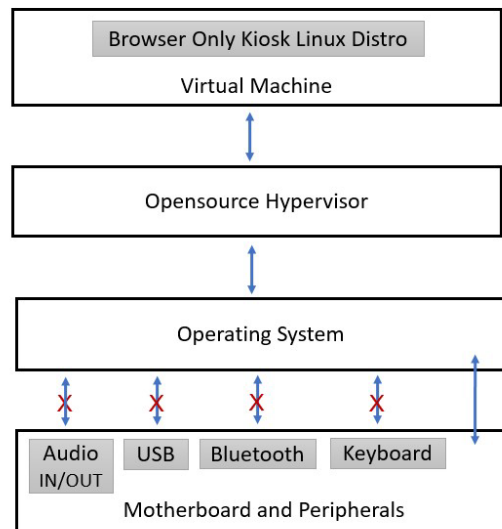 Browser Only Kiosk Linux Distro
Virtual Machine
Opensource Hypervisor
Operating System
X X X X
Audio USB Bluetooth Keyboard
IN/OUT
Motherboard and Peripherals